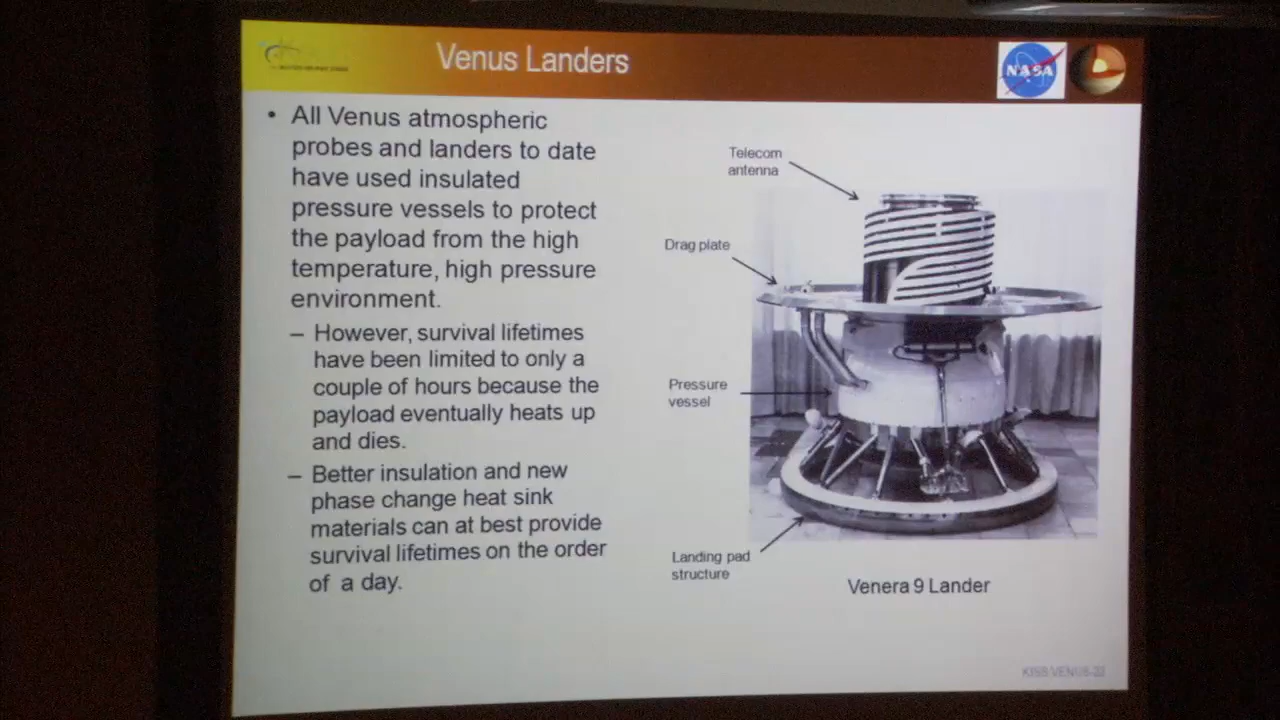 Venus Landers
NASA
• All Venus atmospheric
probes and landers to date
have used insulated
pressure vessels to protect
the payload from the high
temperature, high pressure
environment.
– However, survival lifetimes
have been limited to only a
couple of hours because the
payload eventually heats up
and dies.
– Better insulation and new
phase change heat sink
materials can at best provide
survival lifetimes on the order
of a day.
Telecom
antenna
Drag plate
Pressure
vessel
Landing pad
structure
Venera 9 Lander
KISS VENUS-22